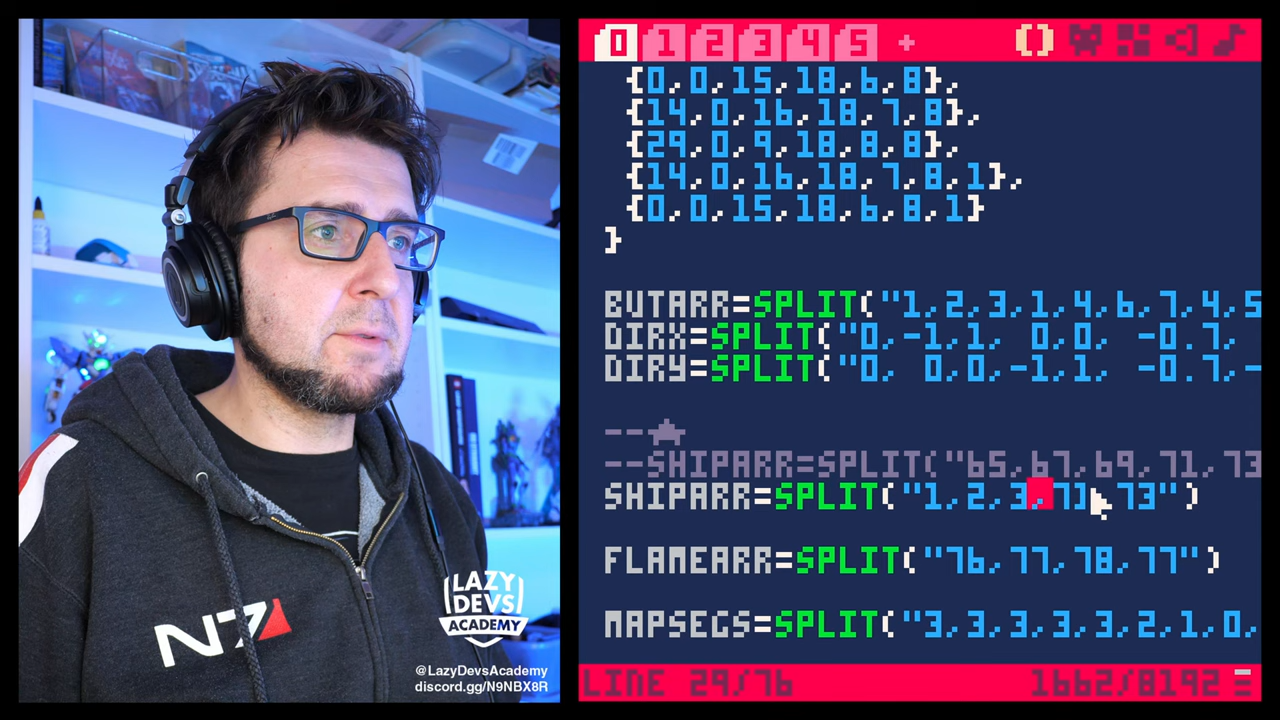 0 1 2 3 4 5 +
{0,0,15,18,6,8},
{14,0,16,18,7,8},
{29,0,9,18,8,8},
{14,0,16,18,7,8,1},
{0,0,15,18,6,8,1}
}
BUTARR=SPLIT("1,2,3,1,4,6,7,4,5
DIRX=SPLIT("0,-1,1, 0,0, -0.7,
DIRY=SPLIT("0, 0,0,-1,1, -0.7,-
--SHIPARR=SPLIT("65,67,69,71,73
SHIPARR=SPLIT("1,2,3,71,73")
FLAMEARR=SPLIT("76,77,78,77")
MAPSEGS=SPLIT("3,3,3,3,3,2,1,0,
LINE 29/76
1662/8192
N7
LAZY
DEVS
ACADEMY
@LazyDevsAcademy
discord.gg/N9NBX8R